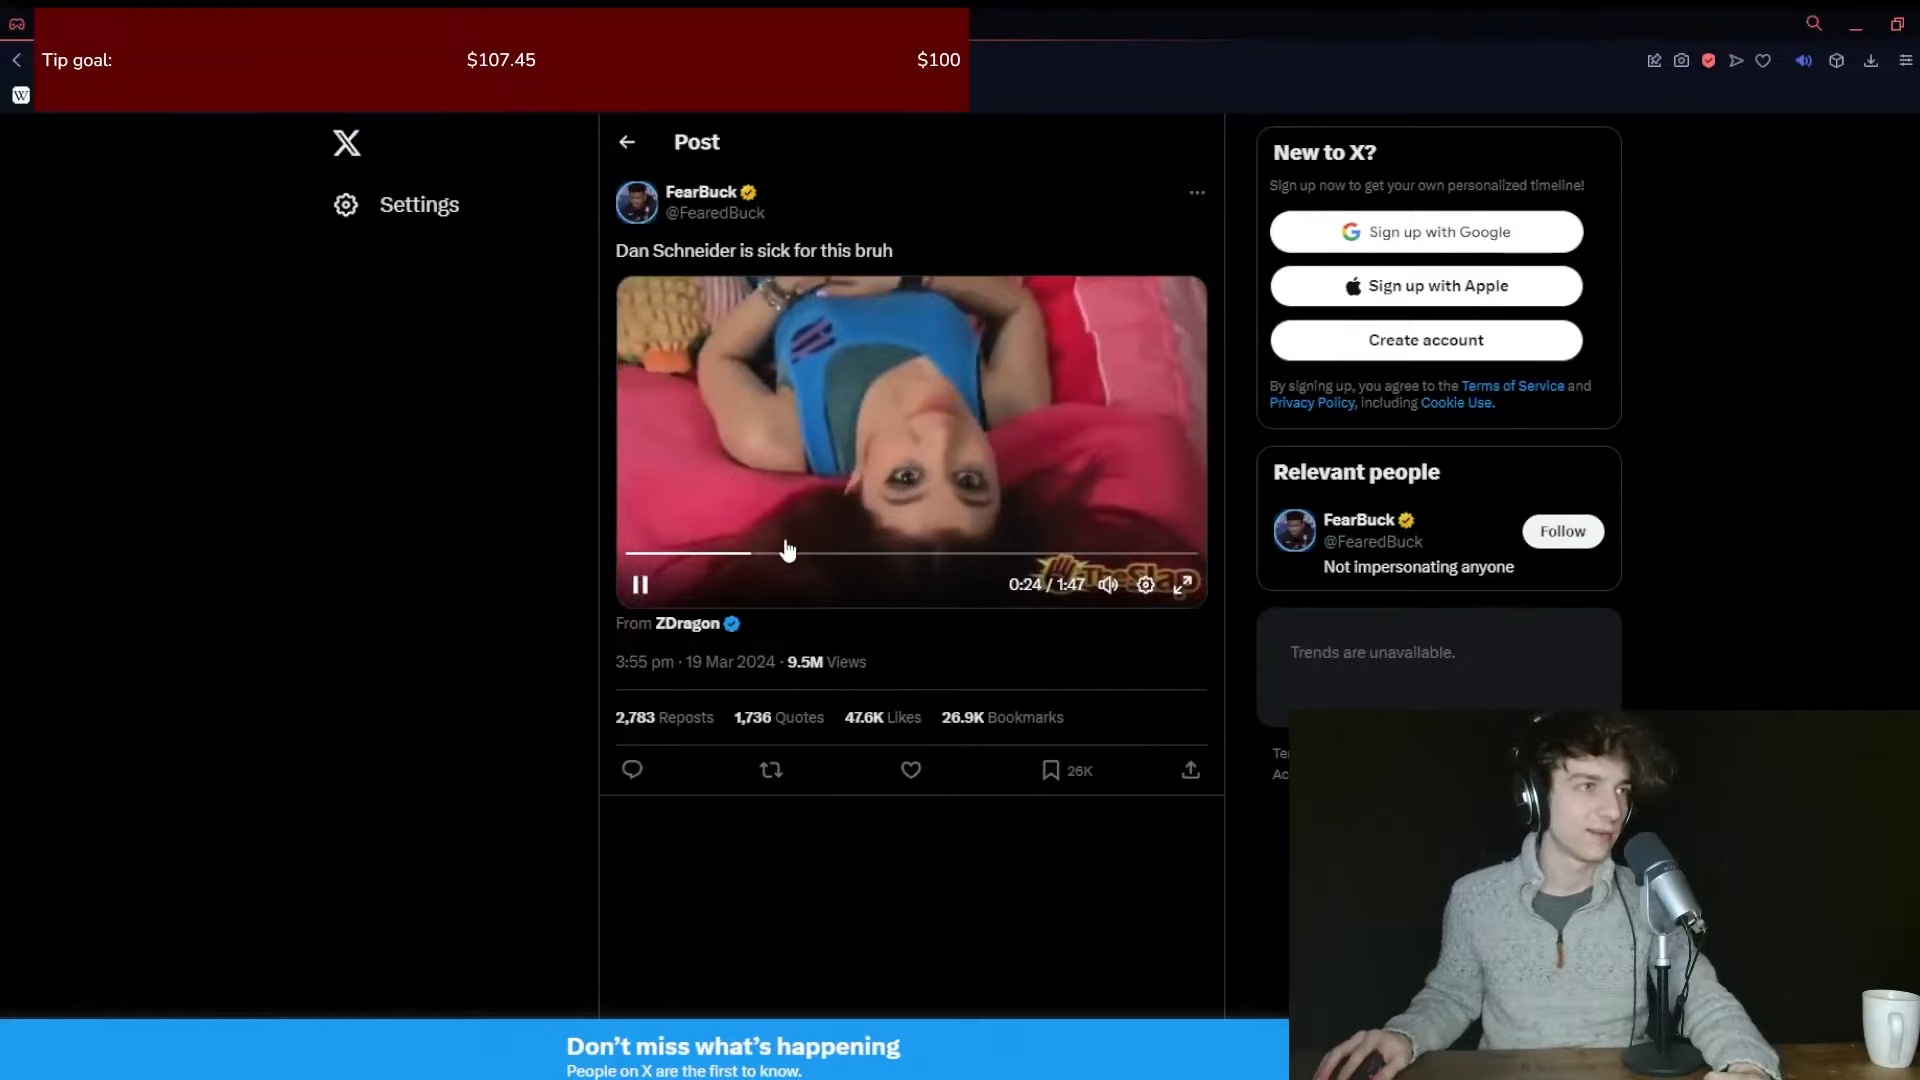 Tip goal: $107.45 $100
W
X
Post
Settings
FearBuck
@FearedBuck
Dan Schneider is sick for this bruh
TheSlap
0:24 / 1:47
From ZDragon
3:55 pm · 19 Mar 2024 · 9.5M Views
2,783 Reposts 1,736 Quotes 47.6K Likes 26.9K Bookmarks
26K
New to X?
Sign up now to get your own personalized timeline!
Sign up with Google
Sign up with Apple
Create account
By signing up, you agree to the Terms of Service and
Privacy Policy, including Cookie Use.
Relevant people
FearBuck
@FearedBuck
Follow
Not impersonating anyone
Trends are unavailable.
Te
Ac
Don't miss what's happening
People on X are the first to know.